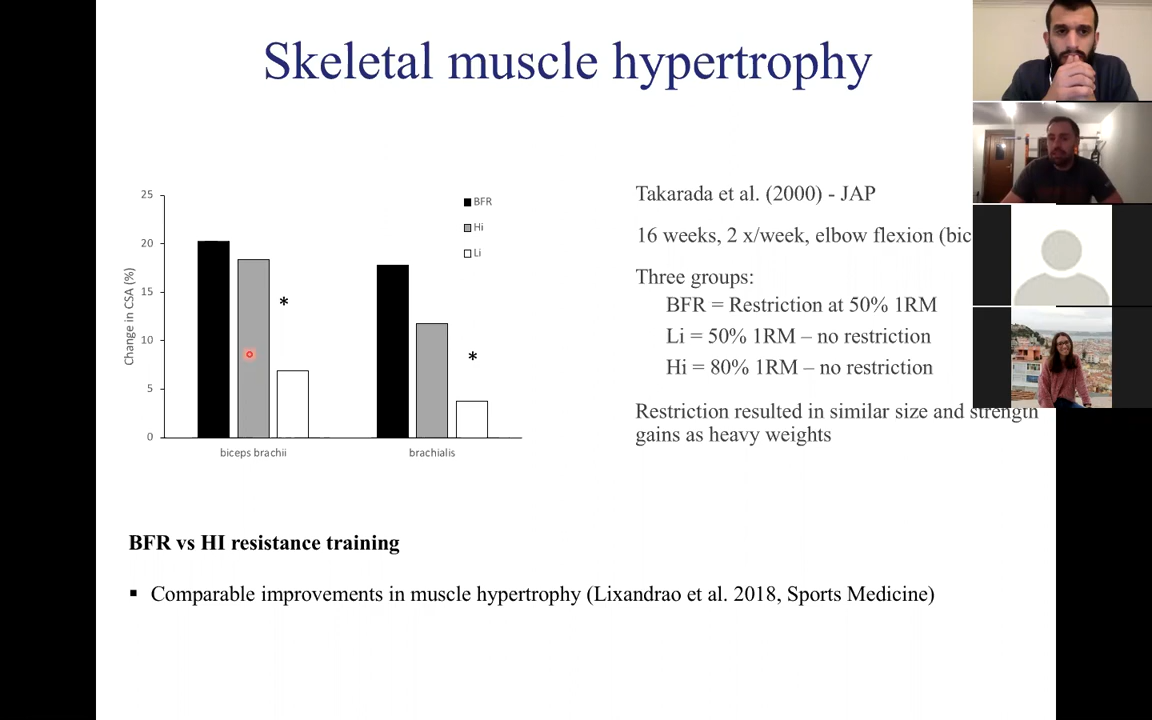 Skeletal muscle hypertrophy
25
20
15
10
5
0
Change in CSA (%)
BFR
Hi
Li
*
*
biceps brachii
brachialis
Takarada et al. (2000) - JAP
16 weeks, 2 x/week, elbow flexion (bic
Three groups:
BFR = Restriction at 50% 1RM
Li = 50% 1RM – no restriction
Hi = 80% 1RM – no restriction
Restriction resulted in similar size and strength
gains as heavy weights
BFR vs HI resistance training
▪ Comparable improvements in muscle hypertrophy (Lixandrao et al. 2018, Sports Medicine)